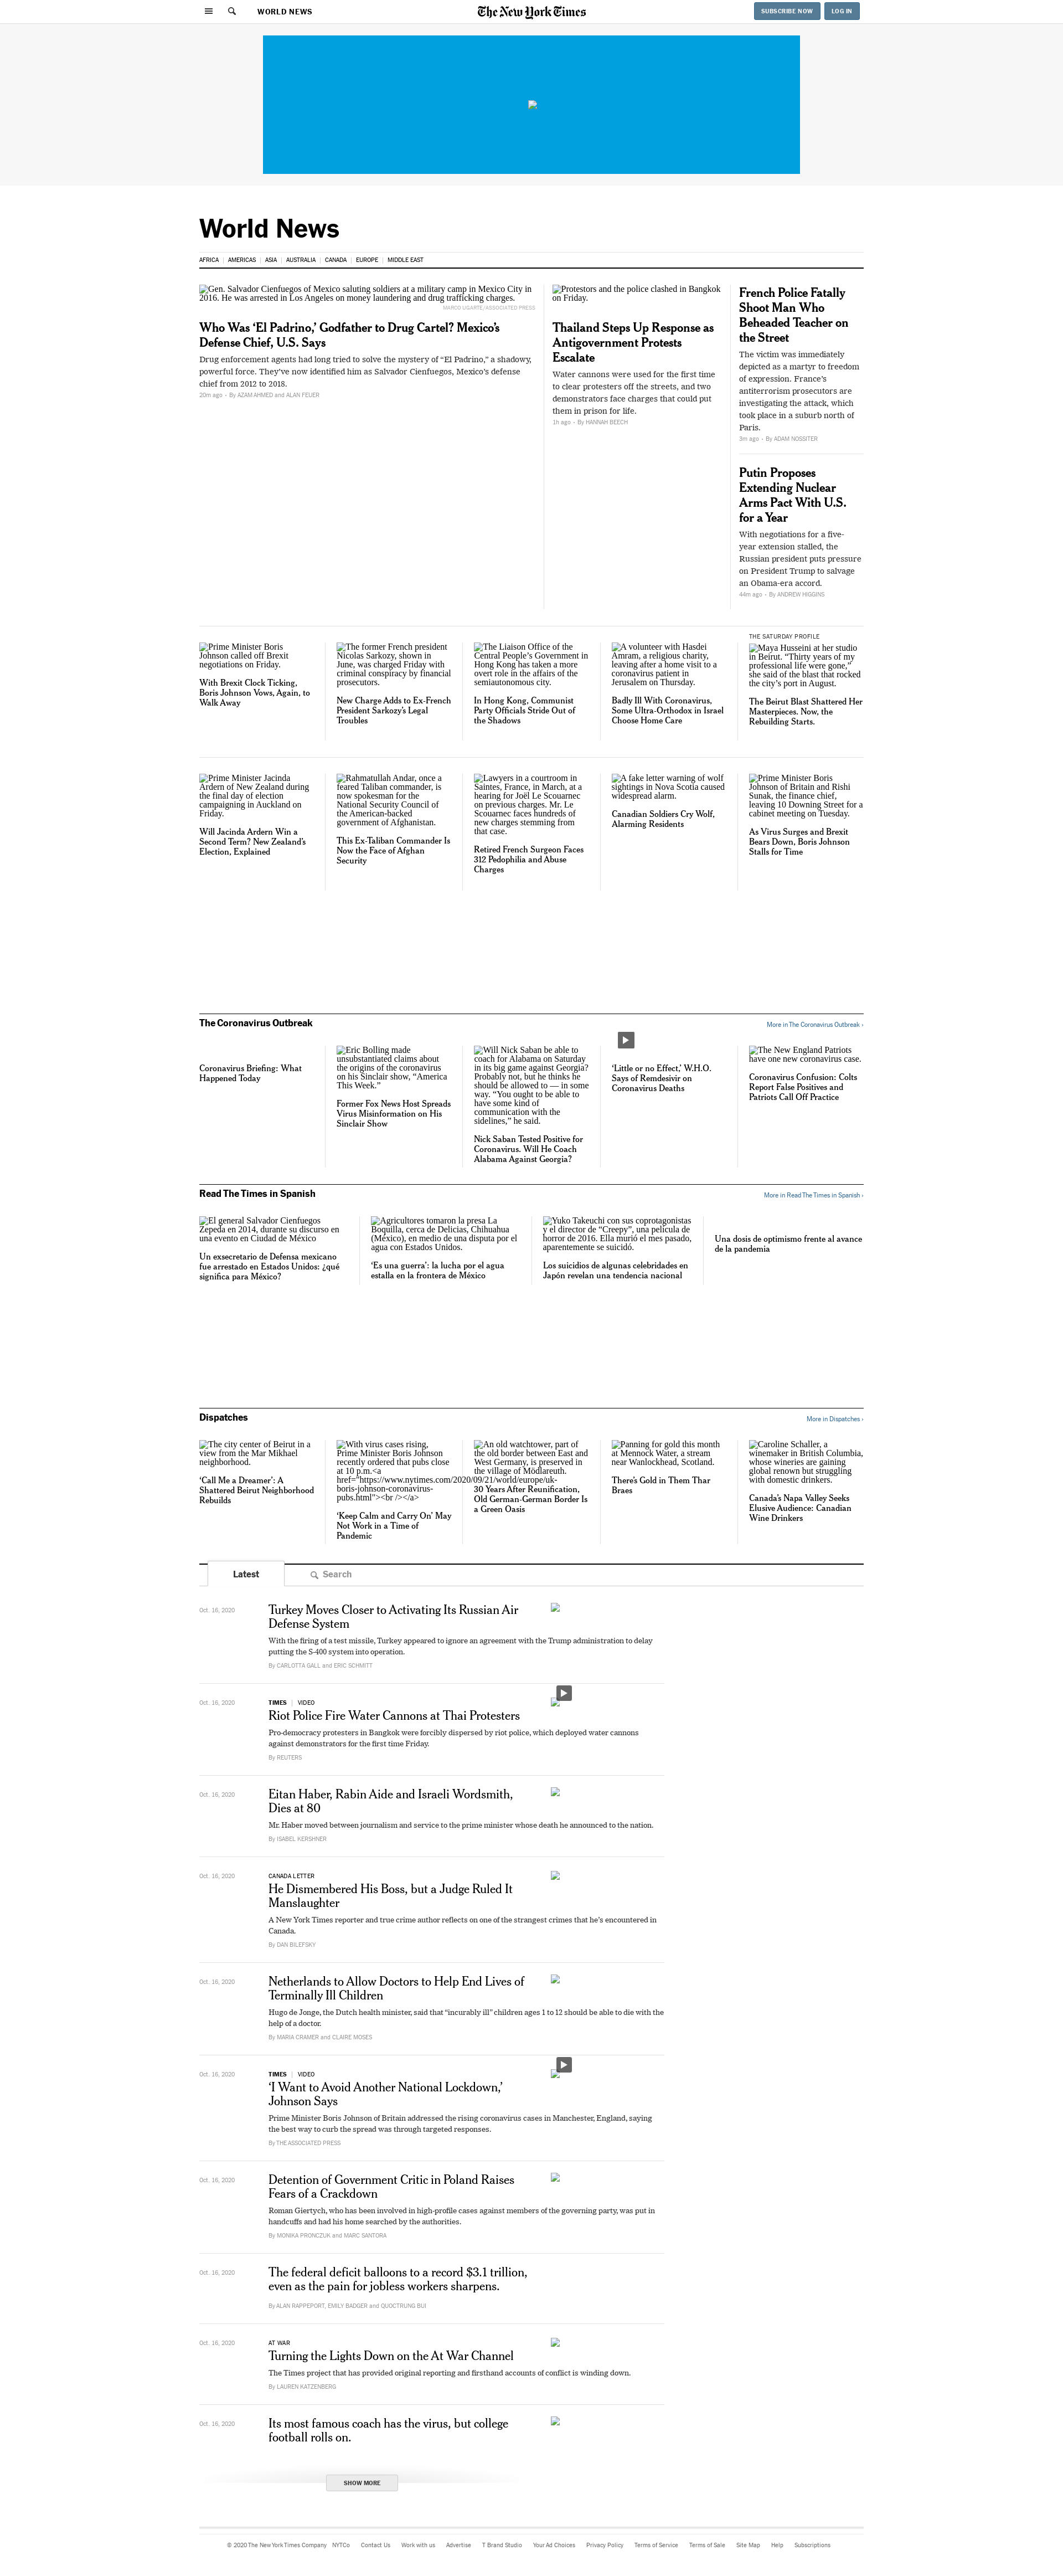 WORLD NEWS
The New York Times
SUBSCRIBE NOW
LOG IN
World News
AFRICA
AMERICAS
ASIA
AUSTRALIA
CANADA
EUROPE
MIDDLE EAST
Gen. Salvador Cienfuegos of Mexico saluting soldiers at a military camp in Mexico City in
2016. He was arrested in Los Angeles on money laundering and drug trafficking charges.
MARCO UGARTE/ASSOCIATED PRESS
Who Was ‘El Padrino,’ Godfather to Drug Cartel? Mexico’s
Defense Chief, U.S. Says
Drug enforcement agents had long tried to solve the mystery of “El Padrino,” a shadowy,
powerful force. They’ve now identified him as Salvador Cienfuegos, Mexico’s defense
chief from 2012 to 2018.
20m ago - By AZAM AHMED and ALAN FEUER
Protestors and the police clashed in Bangkok
on Friday.
Thailand Steps Up Response as
Antigovernment Protests
Escalate
Water cannons were used for the first time
to clear protesters off the streets, and two
demonstrators face charges that could put
them in prison for life.
1h ago - By HANNAH BEECH
French Police Fatally
Shoot Man Who
Beheaded Teacher on
the Street
The victim was immediately
depicted as a martyr to freedom
of expression. France’s
antiterrorism prosecutors are
investigating the attack, which
took place in a suburb north of
Paris.
3m ago - By ADAM NOSSITER
Putin Proposes
Extending Nuclear
Arms Pact With U.S.
for a Year
With negotiations for a five-
year extension stalled, the
Russian president puts pressure
on President Trump to salvage
an Obama-era accord.
44m ago - By ANDREW HIGGINS
Prime Minister Boris
Johnson called off Brexit
negotiations on Friday.
With Brexit Clock Ticking,
Boris Johnson Vows, Again, to
Walk Away
The former French president
Nicolas Sarkozy, shown in
June, was charged Friday with
criminal conspiracy by financial
prosecutors.
New Charge Adds to Ex-French
President Sarkozy’s Legal
Troubles
The Liaison Office of the
Central People’s Government in
Hong Kong has taken a more
overt role in the affairs of the
semiautonomous city.
In Hong Kong, Communist
Party Officials Stride Out of
the Shadows
A volunteer with Hasdei
Amram, a religious charity,
leaving after a home visit to a
coronavirus patient in
Jerusalem on Thursday.
Badly Ill With Coronavirus,
Some Ultra-Orthodox in Israel
Choose Home Care
THE SATURDAY PROFILE
Maya Husseini at her studio
in Beirut. “Thirty years of my
professional life were gone,”
she said of the blast that rocked
the city’s port in August.
The Beirut Blast Shattered Her
Masterpieces. Now, the
Rebuilding Starts.
Prime Minister Jacinda
Ardern of New Zealand during
the final day of election
campaigning in Auckland on
Friday.
Will Jacinda Ardern Win a
Second Term? New Zealand’s
Election, Explained
Rahmatullah Andar, once a
feared Taliban commander, is
now spokesman for the
National Security Council of
the American-backed
government of Afghanistan.
This Ex-Taliban Commander Is
Now the Face of Afghan
Security
Lawyers in a courtroom in
Saintes, France, in March, at a
hearing for Joël Le Scouarnec
on previous charges. Mr. Le
Scouarnec faces hundreds of
new charges stemming from
that case.
Retired French Surgeon Faces
312 Pedophilia and Abuse
Charges
A fake letter warning of wolf
sightings in Nova Scotia caused
widespread alarm.
Canadian Soldiers Cry Wolf,
Alarming Residents
Prime Minister Boris
Johnson of Britain and Rishi
Sunak, the finance chief,
leaving 10 Downing Street for a
cabinet meeting on Tuesday.
As Virus Surges and Brexit
Bears Down, Boris Johnson
Stalls for Time
The Coronavirus Outbreak
More in The Coronavirus Outbreak ›
Coronavirus Briefing: What
Happened Today
Eric Bolling made
unsubstantiated claims about
the origins of the coronavirus
on his Sinclair show, “America
This Week.”
Former Fox News Host Spreads
Virus Misinformation on His
Sinclair Show
Will Nick Saban be able to
coach for Alabama on Saturday
in its big game against Georgia?
Probably not, but he thinks he
should be allowed to — in some
way. “You ought to be able to
have some kind of
communication with the
sidelines,” he said.
Nick Saban Tested Positive for
Coronavirus. Will He Coach
Alabama Against Georgia?
‘Little or no Effect,’ W.H.O.
Says of Remdesivir on
Coronavirus Deaths
The New England Patriots
have one new coronavirus case.
Coronavirus Confusion: Colts
Report False Positives and
Patriots Call Off Practice
Read The Times in Spanish
More in Read The Times in Spanish ›
El general Salvador Cienfuegos
Zepeda en 2014, durante su discurso en
una evento en Ciudad de México
Un exsecretario de Defensa mexicano
fue arrestado en Estados Unidos: ¿qué
significa para México?
Agricultores tomaron la presa La
Boquilla, cerca de Delicias, Chihuahua
(México), en medio de una disputa por el
agua con Estados Unidos.
‘Es una guerra’: la lucha por el agua
estalla en la frontera de México
Yuko Takeuchi con sus coprotagonistas
y el director de “Creepy”, una película de
horror de 2016. Ella murió el mes pasado,
aparentemente se suicidó.
Los suicidios de algunas celebridades en
Japón revelan una tendencia nacional
Una dosis de optimismo frente al avance
de la pandemia
Dispatches
More in Dispatches ›
The city center of Beirut in a
view from the Mar Mikhael
neighborhood.
‘Call Me a Dreamer’: A
Shattered Beirut Neighborhood
Rebuilds
With virus cases rising,
Prime Minister Boris Johnson
recently ordered that pubs close
at 10 p.m.<a
href="https://www.nytimes.com/2020/09/21/world/europe/uk-
boris-johnson-coronavirus-
pubs.html"><br /></a>
‘Keep Calm and Carry On’ May
Not Work in a Time of
Pandemic
An old watchtower, part of
the old border between East and
West Germany, is preserved in
the village of Mödlareuth.
30 Years After Reunification,
Old German-German Border Is
a Green Oasis
Panning for gold this month
at Mennock Water, a stream
near Wanlockhead, Scotland.
There’s Gold in Them Thar
Braes
Caroline Schaller, a
winemaker in British Columbia,
whose wineries are gaining
global renown but struggling
with domestic drinkers.
Canada’s Napa Valley Seeks
Elusive Audience: Canadian
Wine Drinkers
Latest
Search
Oct. 16, 2020
Turkey Moves Closer to Activating Its Russian Air
Defense System
With the firing of a test missile, Turkey appeared to ignore an agreement with the Trump administration to delay
putting the S-400 system into operation.
By CARLOTTA GALL and ERIC SCHMITT
Oct. 16, 2020
TIMES | VIDEO
Riot Police Fire Water Cannons at Thai Protesters
Pro-democracy protesters in Bangkok were forcibly dispersed by riot police, which deployed water cannons
against demonstrators for the first time Friday.
By REUTERS
Oct. 16, 2020
Eitan Haber, Rabin Aide and Israeli Wordsmith,
Dies at 80
Mr. Haber moved between journalism and service to the prime minister whose death he announced to the nation.
By ISABEL KERSHNER
Oct. 16, 2020
CANADA LETTER
He Dismembered His Boss, but a Judge Ruled It
Manslaughter
A New York Times reporter and true crime author reflects on one of the strangest crimes that he’s encountered in
Canada.
By DAN BILEFSKY
Oct. 16, 2020
Netherlands to Allow Doctors to Help End Lives of
Terminally Ill Children
Hugo de Jonge, the Dutch health minister, said that “incurably ill” children ages 1 to 12 should be able to die with the
help of a doctor.
By MARIA CRAMER and CLAIRE MOSES
Oct. 16, 2020
TIMES | VIDEO
‘I Want to Avoid Another National Lockdown,’
Johnson Says
Prime Minister Boris Johnson of Britain addressed the rising coronavirus cases in Manchester, England, saying
the best way to curb the spread was through targeted responses.
By THE ASSOCIATED PRESS
Oct. 16, 2020
Detention of Government Critic in Poland Raises
Fears of a Crackdown
Roman Giertych, who has been involved in high-profile cases against members of the governing party, was put in
handcuffs and had his home searched by the authorities.
By MONIKA PRONCZUK and MARC SANTORA
Oct. 16, 2020
The federal deficit balloons to a record $3.1 trillion,
even as the pain for jobless workers sharpens.
By ALAN RAPPEPORT, EMILY BADGER and QUOCTRUNG BUI
Oct. 16, 2020
AT WAR
Turning the Lights Down on the At War Channel
The Times project that has provided original reporting and firsthand accounts of conflict is winding down.
By LAUREN KATZENBERG
Oct. 16, 2020
Its most famous coach has the virus, but college
football rolls on.
SHOW MORE
© 2020 The New York Times Company
NYTCo
Contact Us
Work with us
Advertise
T Brand Studio
Your Ad Choices
Privacy Policy
Terms of Service
Terms of Sale
Site Map
Help
Subscriptions